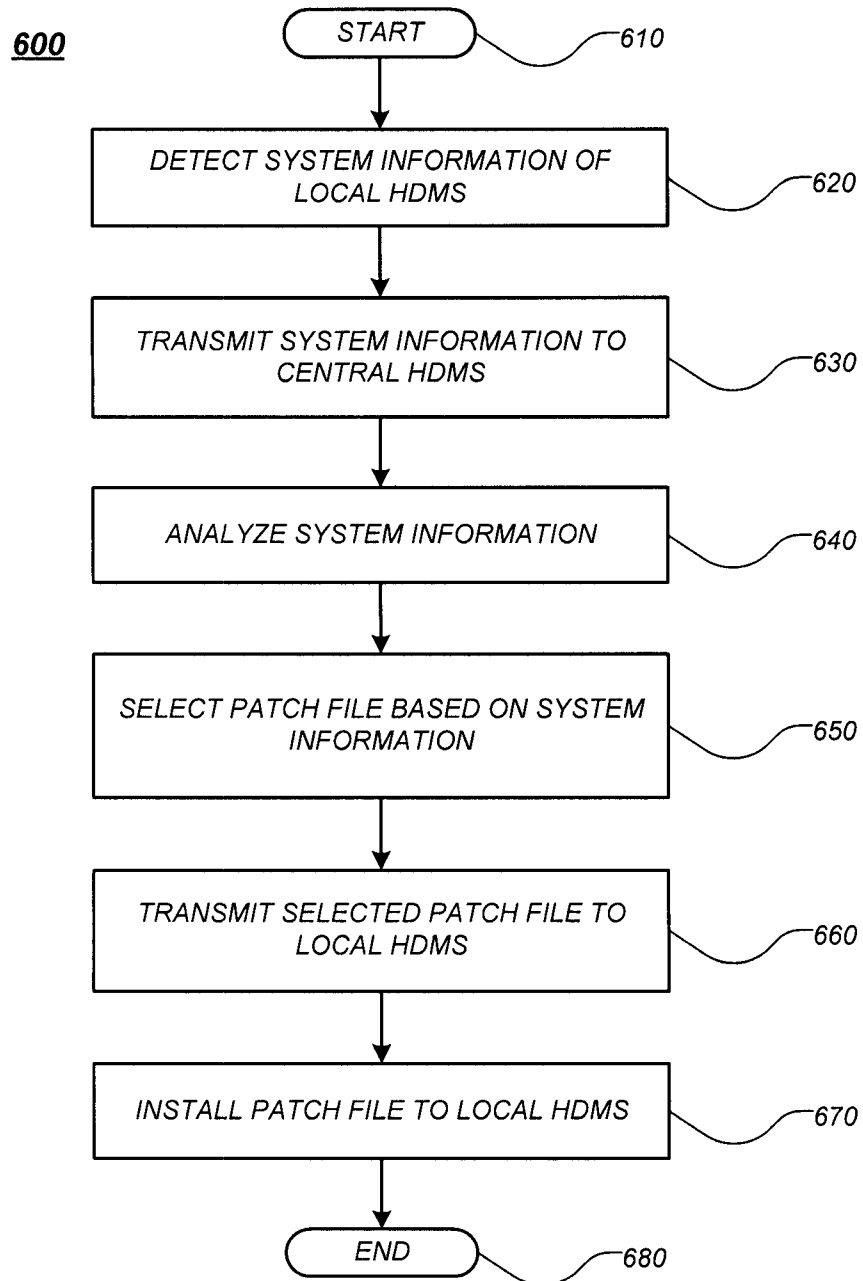 600
START
610
DETECT SYSTEM INFORMATION OF
LOCAL HDMS
620
TRANSMIT SYSTEM INFORMATION TO
CENTRAL HDMS
630
ANALYZE SYSTEM INFORMATION
640
SELECT PATCH FILE BASED ON SYSTEM
INFORMATION
650
TRANSMIT SELECTED PATCH FILE TO
LOCAL HDMS
660
INSTALL PATCH FILE TO LOCAL HDMS
670
END
680